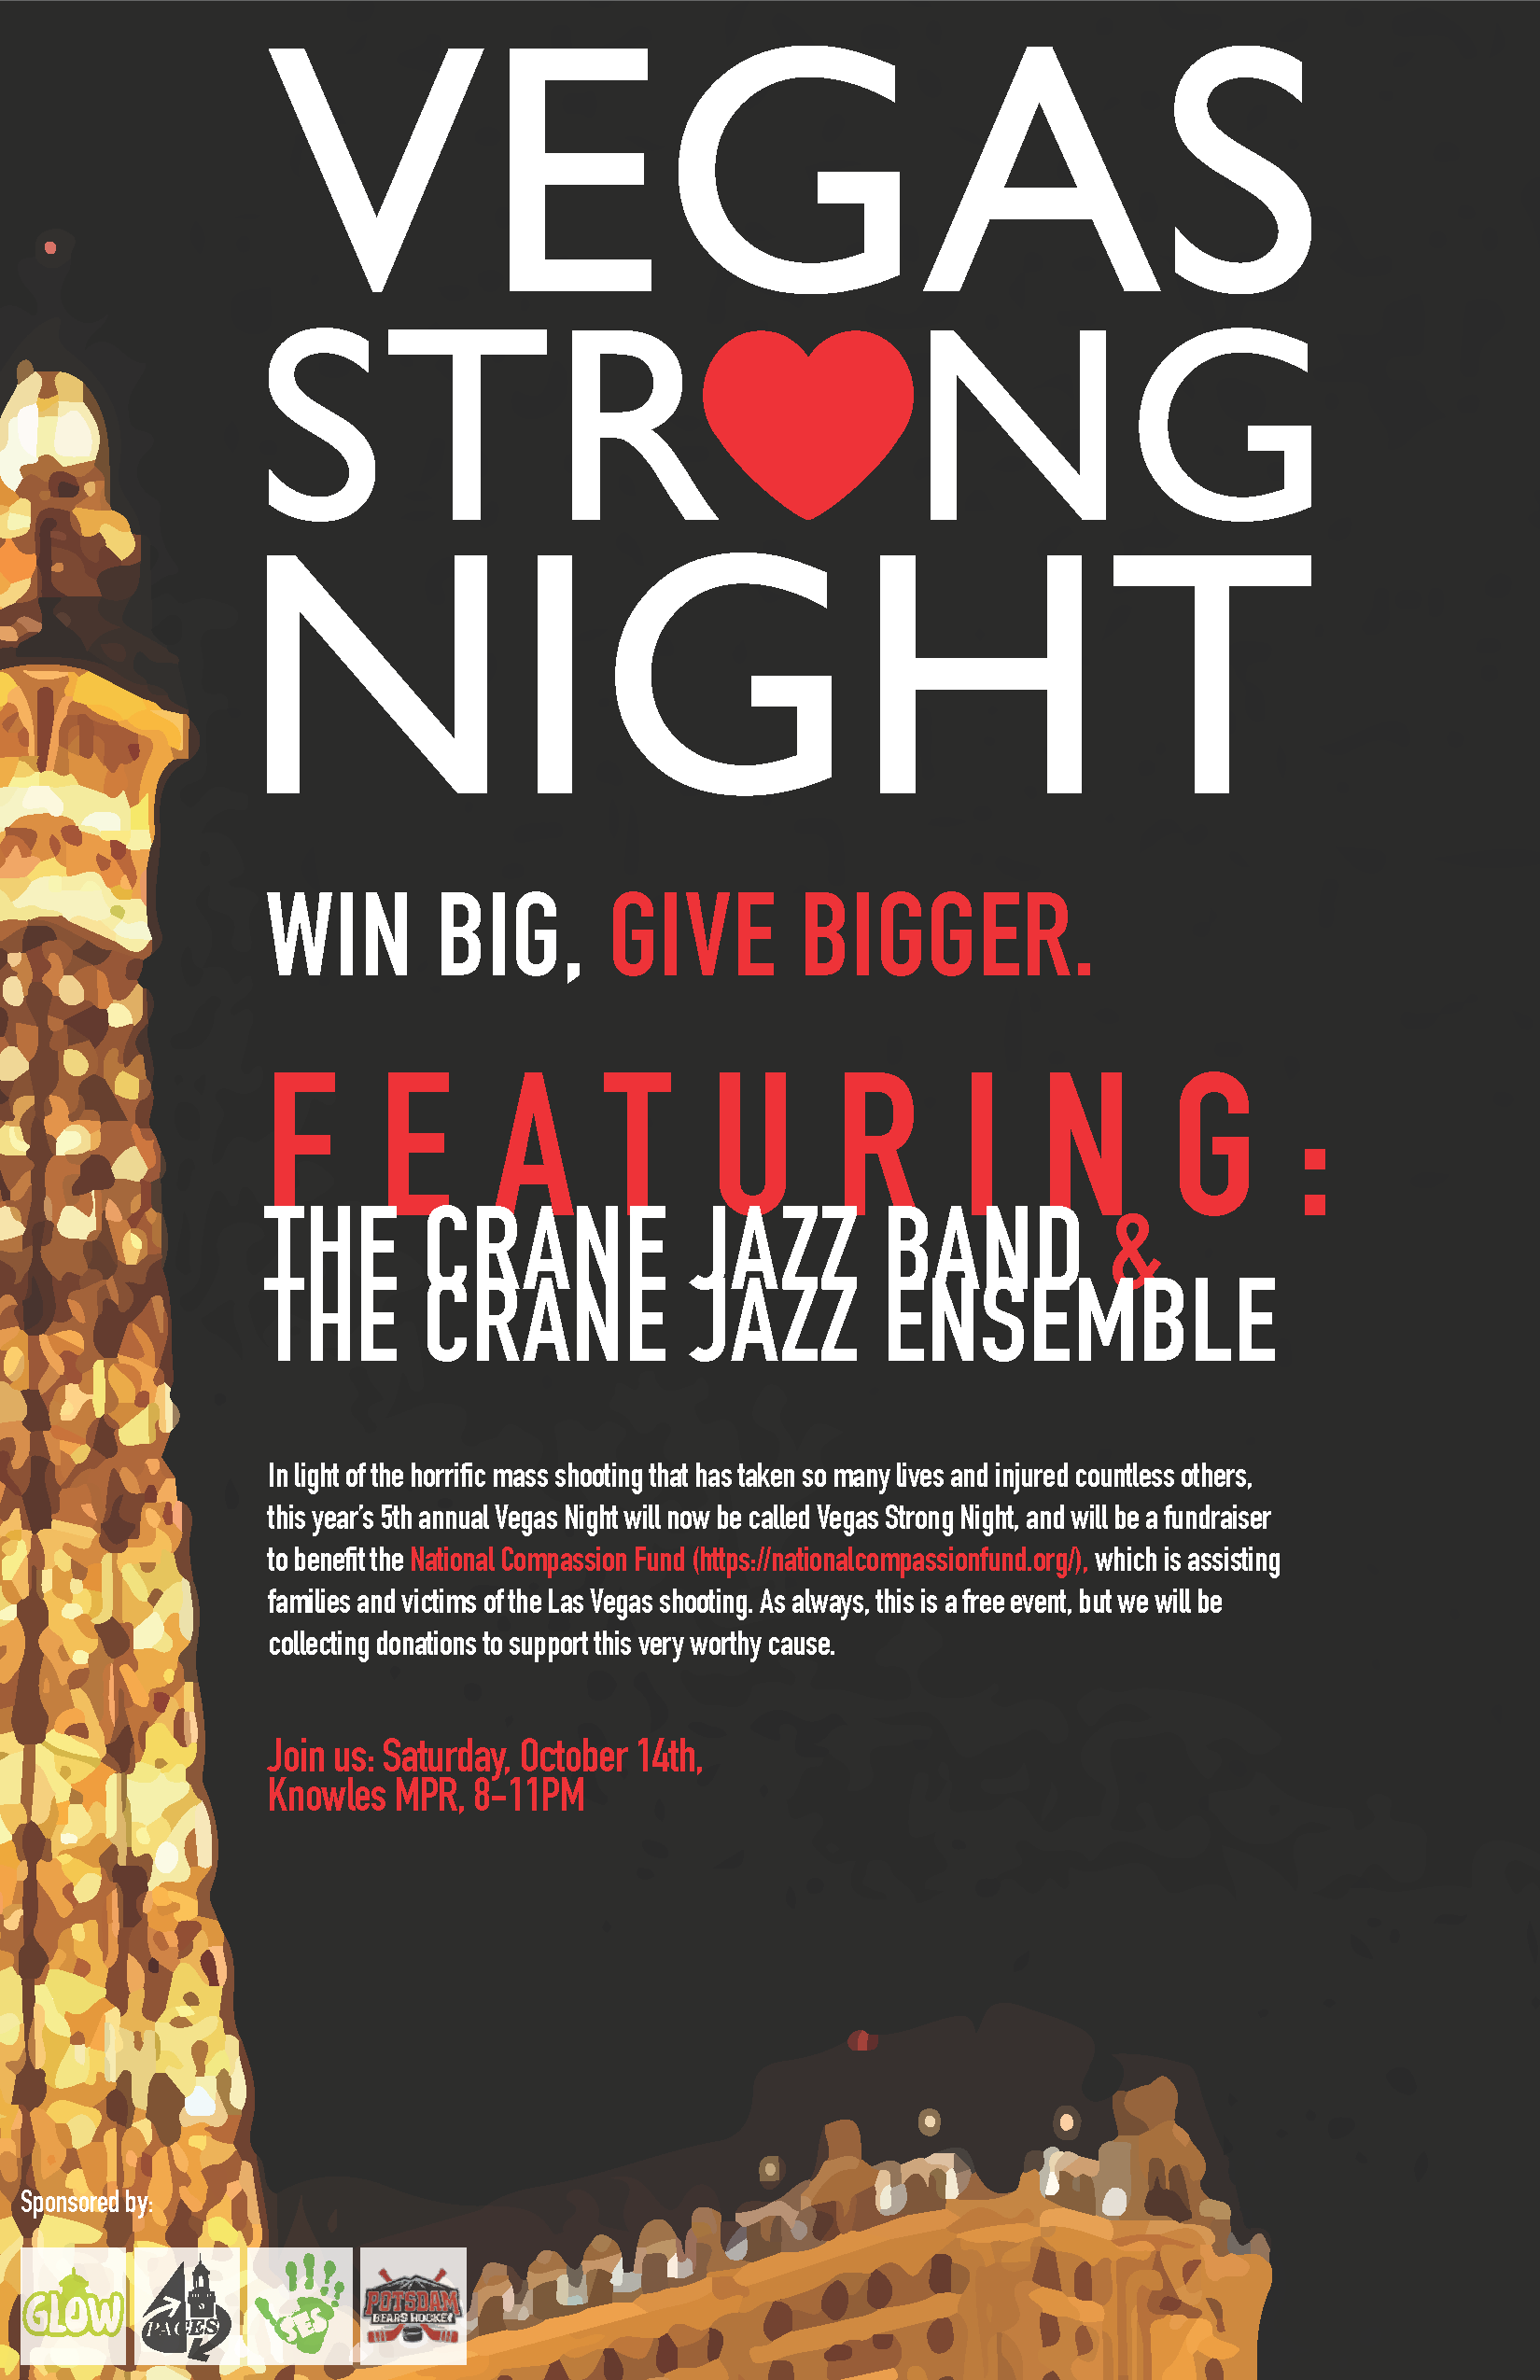 VEGAS
STR❤NG
NIGHT
WIN BIG, GIVE BIGGER.
FEATURING:
THE CRANE JAZZ BAND &
THE CRANE JAZZ ENSEMBLE
In light of the horrific mass shooting that has taken so many lives and injured countless others,
this year's 5th annual Vegas Night will now be called Vegas Strong Night, and will be a fundraiser
to benefit the National Compassion Fund (https://nationalcompassionfund.org/), which is assisting
families and victims of the Las Vegas shooting. As always, this is a free event, but we will be
collecting donations to support this very worthy cause.
Join us: Saturday, October 14th,
Knowles MPR, 8-11PM
Sponsored by:
GLOW
PACES
POTSDAM
BEARS HOCKEY